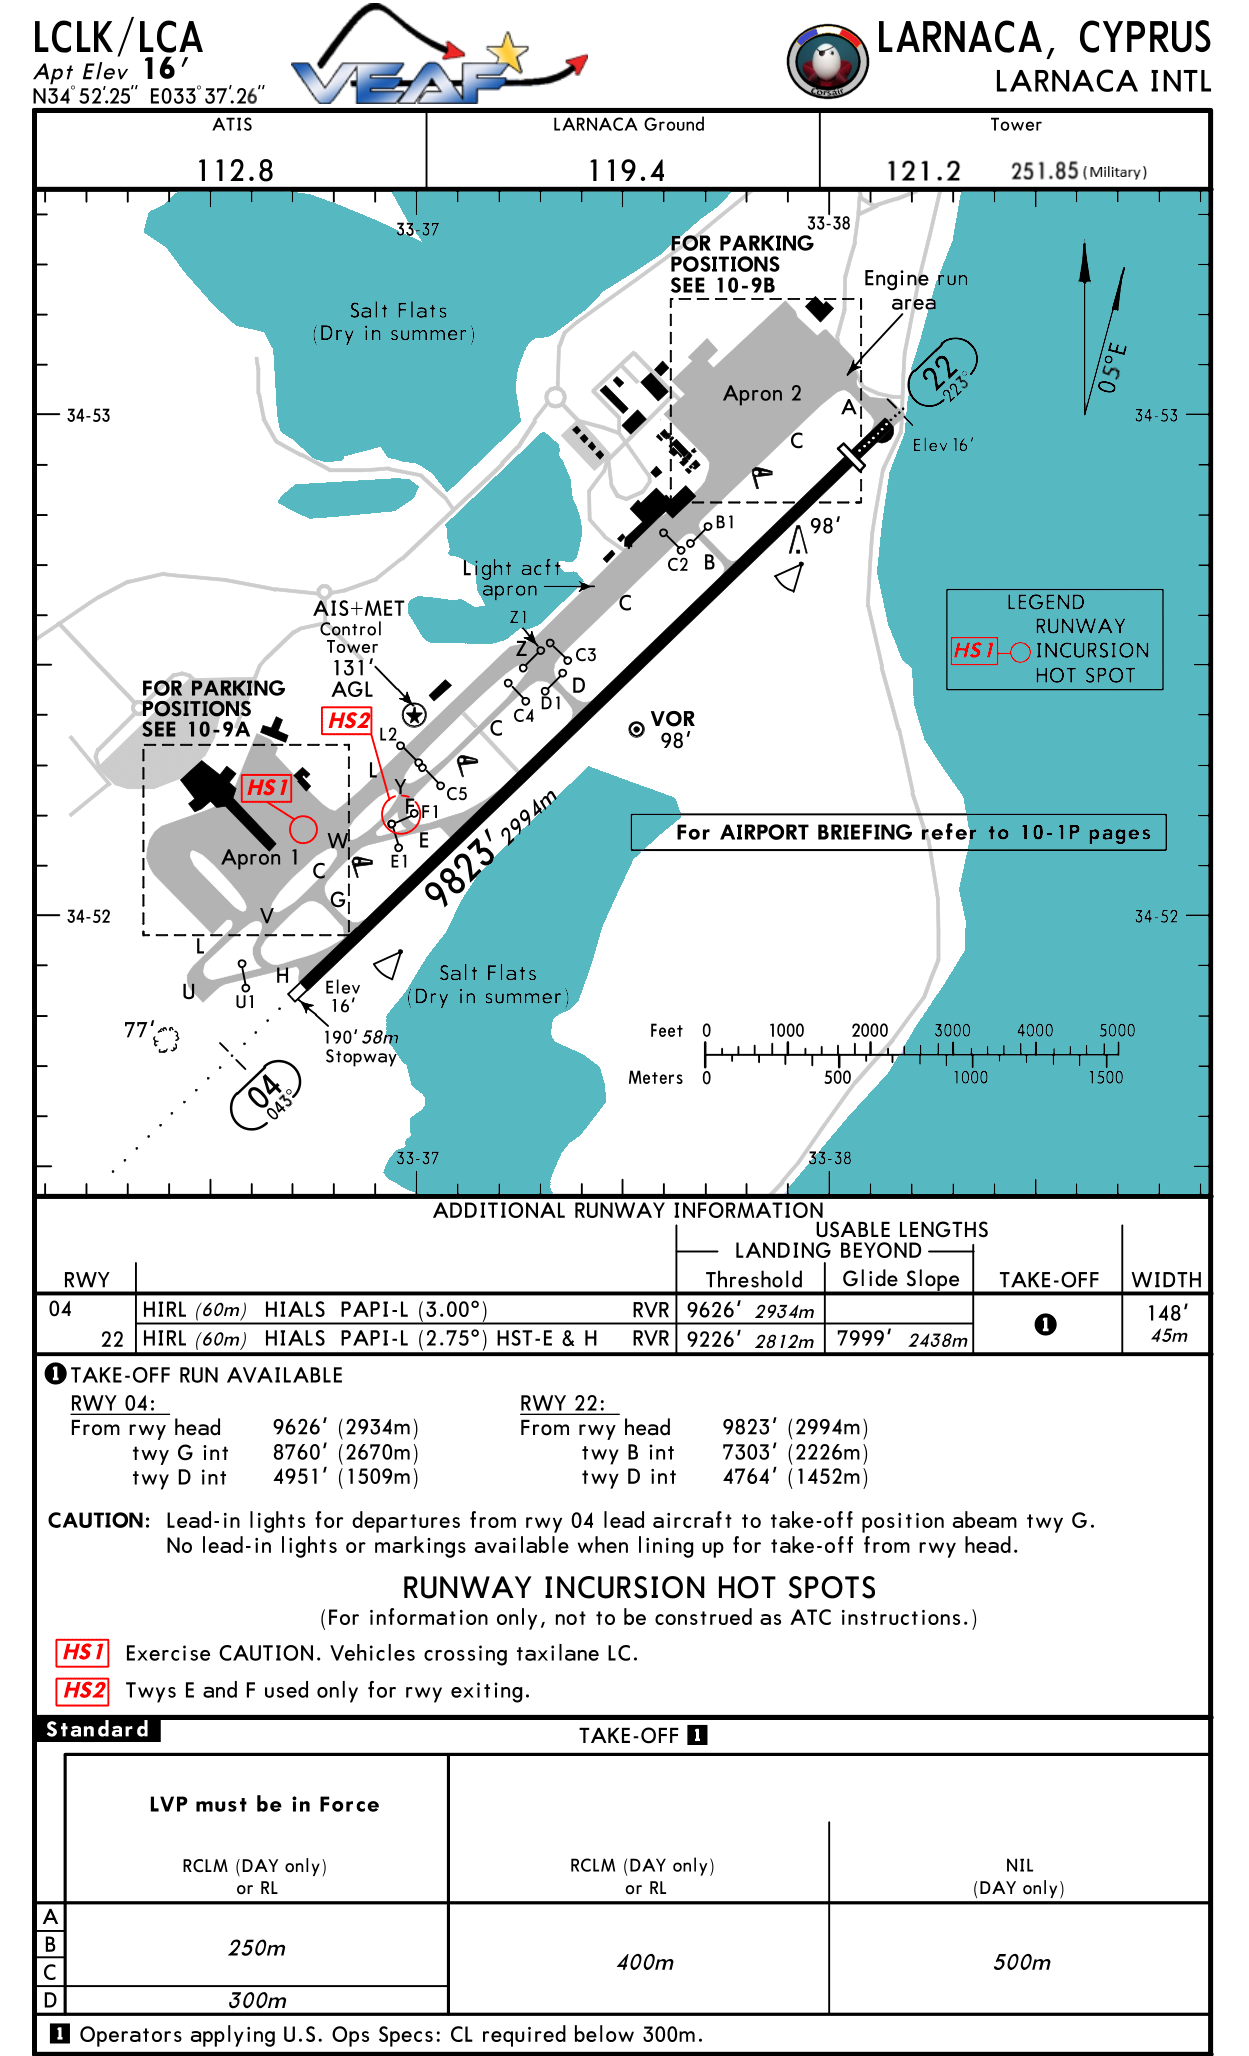 LCLK/LCA
Apt Elev 16'
N34°52.25" E033°37.26"
VEAF
Corsair
LARNACA, CYPRUS
LARNACA INTL
ATIS
112.8
LARNACA Ground
119.4
Tower
121.2 251.85 (Military)
33-37
33-38
FOR PARKING
POSITIONS
SEE 10-9B
Engine run
area
Salt Flats
(Dry in summer)
05°E
22
223°
34-53
34-53
Apron 2
A
C
Elev 16'
98'
B1
C2
B
Light acft
apron
C
LEGEND
RUNWAY
HS1 INCURSION
HOT SPOT
AIS+MET
Control
Tower
131'
AGL
Z1
Z
C3
D
D1
C4
C
FOR PARKING
POSITIONS
SEE 10-9A
HS2
L2
VOR
98'
L
HS1
Y
C5
F
F1
E
E1
W
Apron 1
C
G
9823' 2994m
For AIRPORT BRIEFING refer to 10-1P pages
34-52
34-52
V
L
U
U1
H
Elev
16'
Salt Flats
(Dry in summer)
77'
190' 58m
Stopway
04
043°
Feet 0 1000 2000 3000 4000 5000
Meters 0 500 1000 1500
33-37
33-38
ADDITIONAL RUNWAY INFORMATION
USABLE LENGTHS
LANDING BEYOND
RWY Threshold Glide Slope TAKE-OFF WIDTH
04 HIRL (60m) HIALS PAPI-L (3.00°) RVR 9626' 2934m 1 148'
22 HIRL (60m) HIALS PAPI-L (2.75°) HST-E & H RVR 9226' 2812m 7999' 2438m 45m
1 TAKE-OFF RUN AVAILABLE
RWY 04: RWY 22:
From rwy head 9626' (2934m) From rwy head 9823' (2994m)
twy G int 8760' (2670m) twy B int 7303' (2226m)
twy D int 4951' (1509m) twy D int 4764' (1452m)
CAUTION: Lead-in lights for departures from rwy 04 lead aircraft to take-off position abeam twy G.
No lead-in lights or markings available when lining up for take-off from rwy head.
RUNWAY INCURSION HOT SPOTS
(For information only, not to be construed as ATC instructions.)
HS1 Exercise CAUTION. Vehicles crossing taxilane LC.
HS2 Twys E and F used only for rwy exiting.
Standard
TAKE-OFF 1
LVP must be in Force
RCLM (DAY only)
or RL
RCLM (DAY only)
or RL
NIL
(DAY only)
A
B
C
D
250m
300m
400m
500m
1 Operators applying U.S. Ops Specs: CL required below 300m.